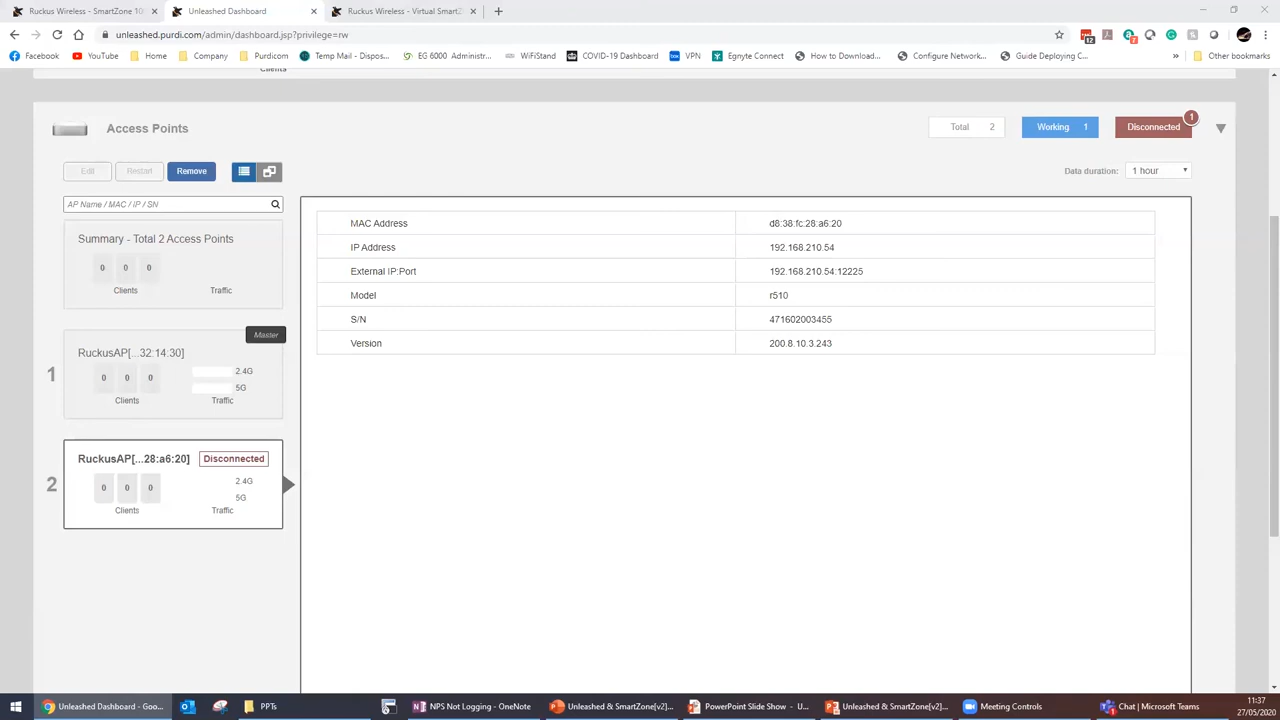 Ruckus Wireless - SmartZone 10
Unleashed Dashboard
Ruckus Wireless - Virtual SmartZ
unleashed.purdi.com/admin/dashboard.jsp?privilege=rw
12
Facebook
YouTube
Home
Company
Purdicom
Temp Mail - Dispos...
EG 6000 Administr...
WiFiStand
COVID-19 Dashboard
VPN
Egnyte Connect
How to Download...
Configure Network...
Guide Deploying C...
»
Other bookmarks
Clients
Access Points
Total 2
Working 1
Disconnected
1
Edit
Restart
Remove
Data duration:
1 hour
AP Name / MAC / IP / SN
Summary - Total 2 Access Points
0 0 0
Clients
Traffic
Master
1
RuckusAP[...32:14:30]
0 0 0
2.4G
5G
Clients
Traffic
2
RuckusAP[...28:a6:20]
Disconnected
0 0 0
2.4G
5G
Clients
Traffic
MAC Address d8:38:fc:28:a6:20
IP Address 192.168.210.54
External IP:Port 192.168.210.54:12225
Model r510
S/N 471602003455
Version 200.8.10.3.243
Unleashed Dashboard - Goo...
PPTs
NPS Not Logging - OneNote
Unleashed & SmartZone[v2]...
PowerPoint Slide Show - U...
Unleashed & SmartZone[v2]...
Meeting Controls
Chat | Microsoft Teams
11:37
27/05/2020